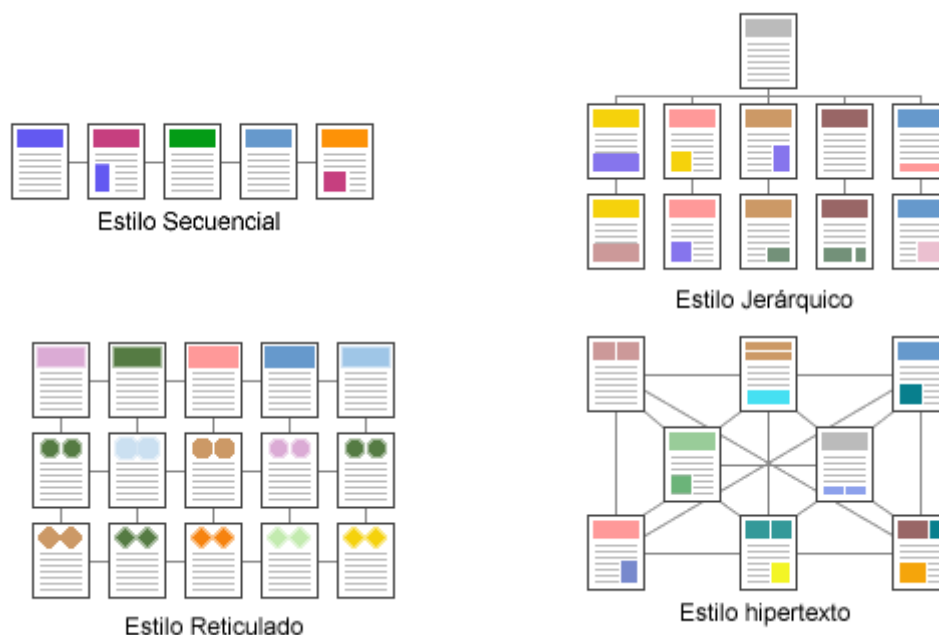 Estilo Secuencial
Estilo Jerárquico
Estilo Reticulado
Estilo hipertexto